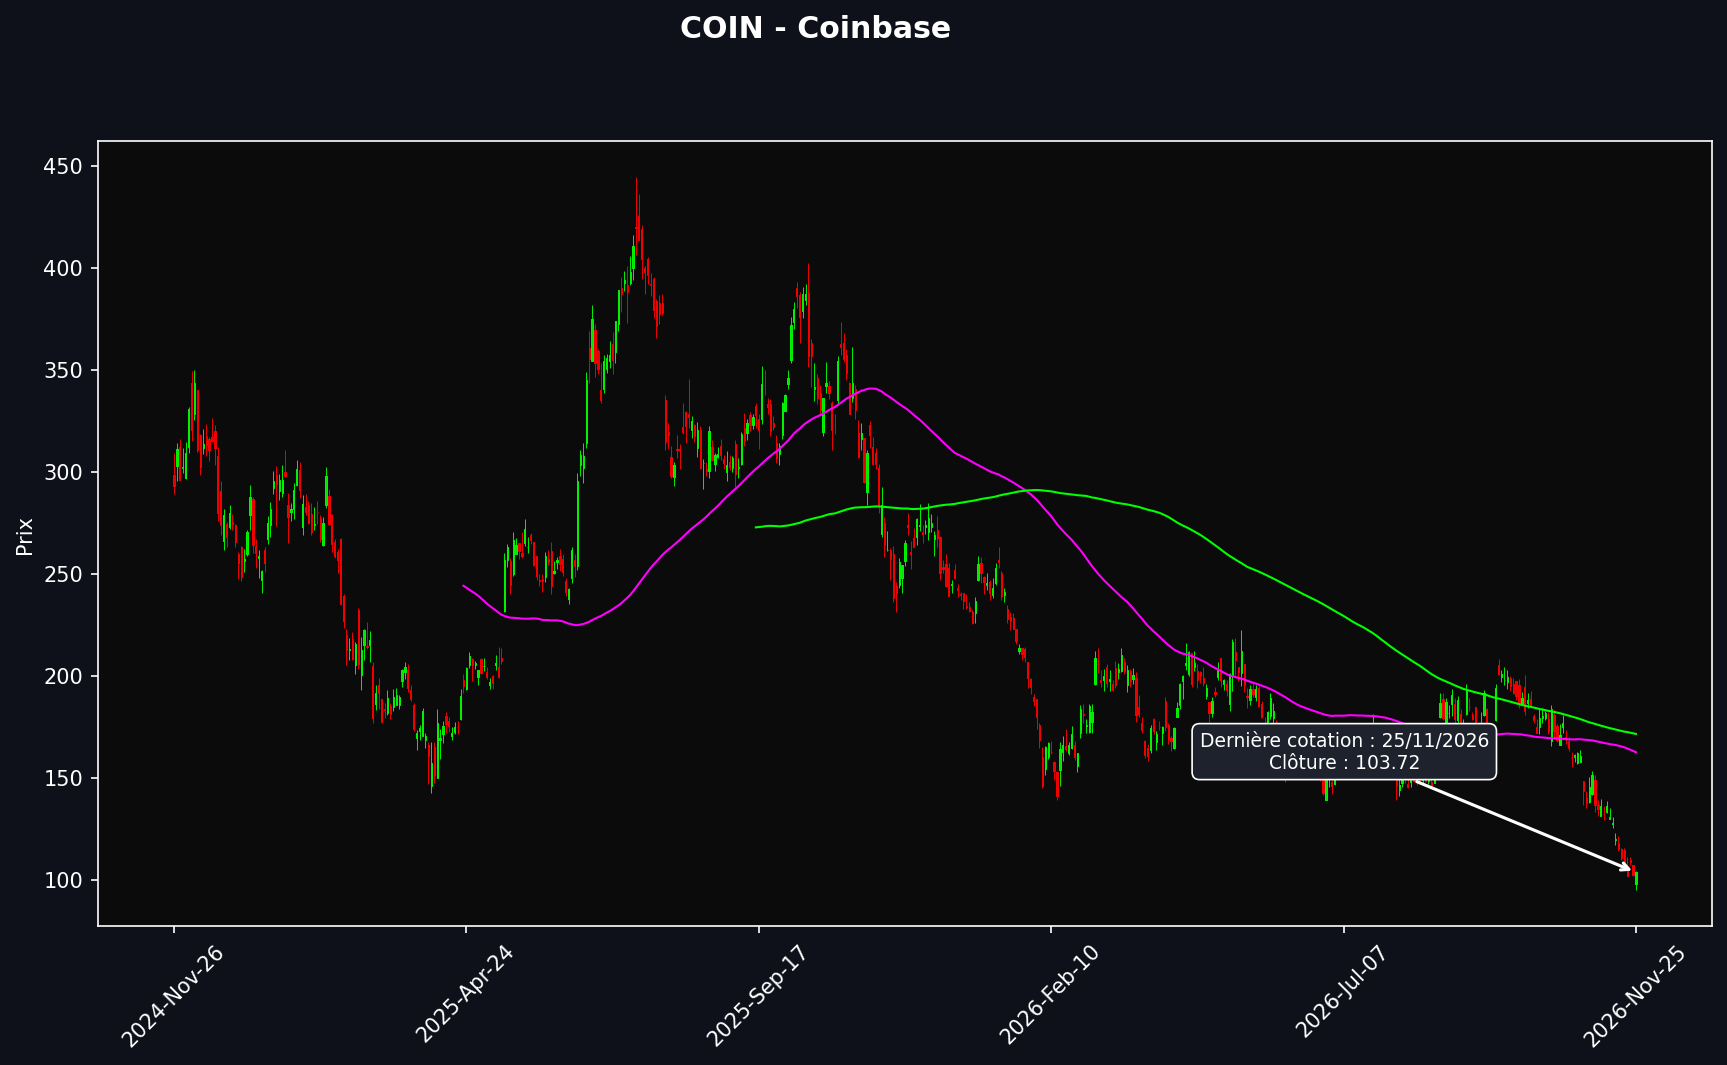 COIN - Coinbase
450
400
350
300
250
200
150
100
Prix
Dernière cotation : 25/11/2026
Clôture : 103.72
2024-Nov-26
2025-Apr-24
2025-Sep-17
2026-Feb-10
2026-Jul-07
2026-Nov-25